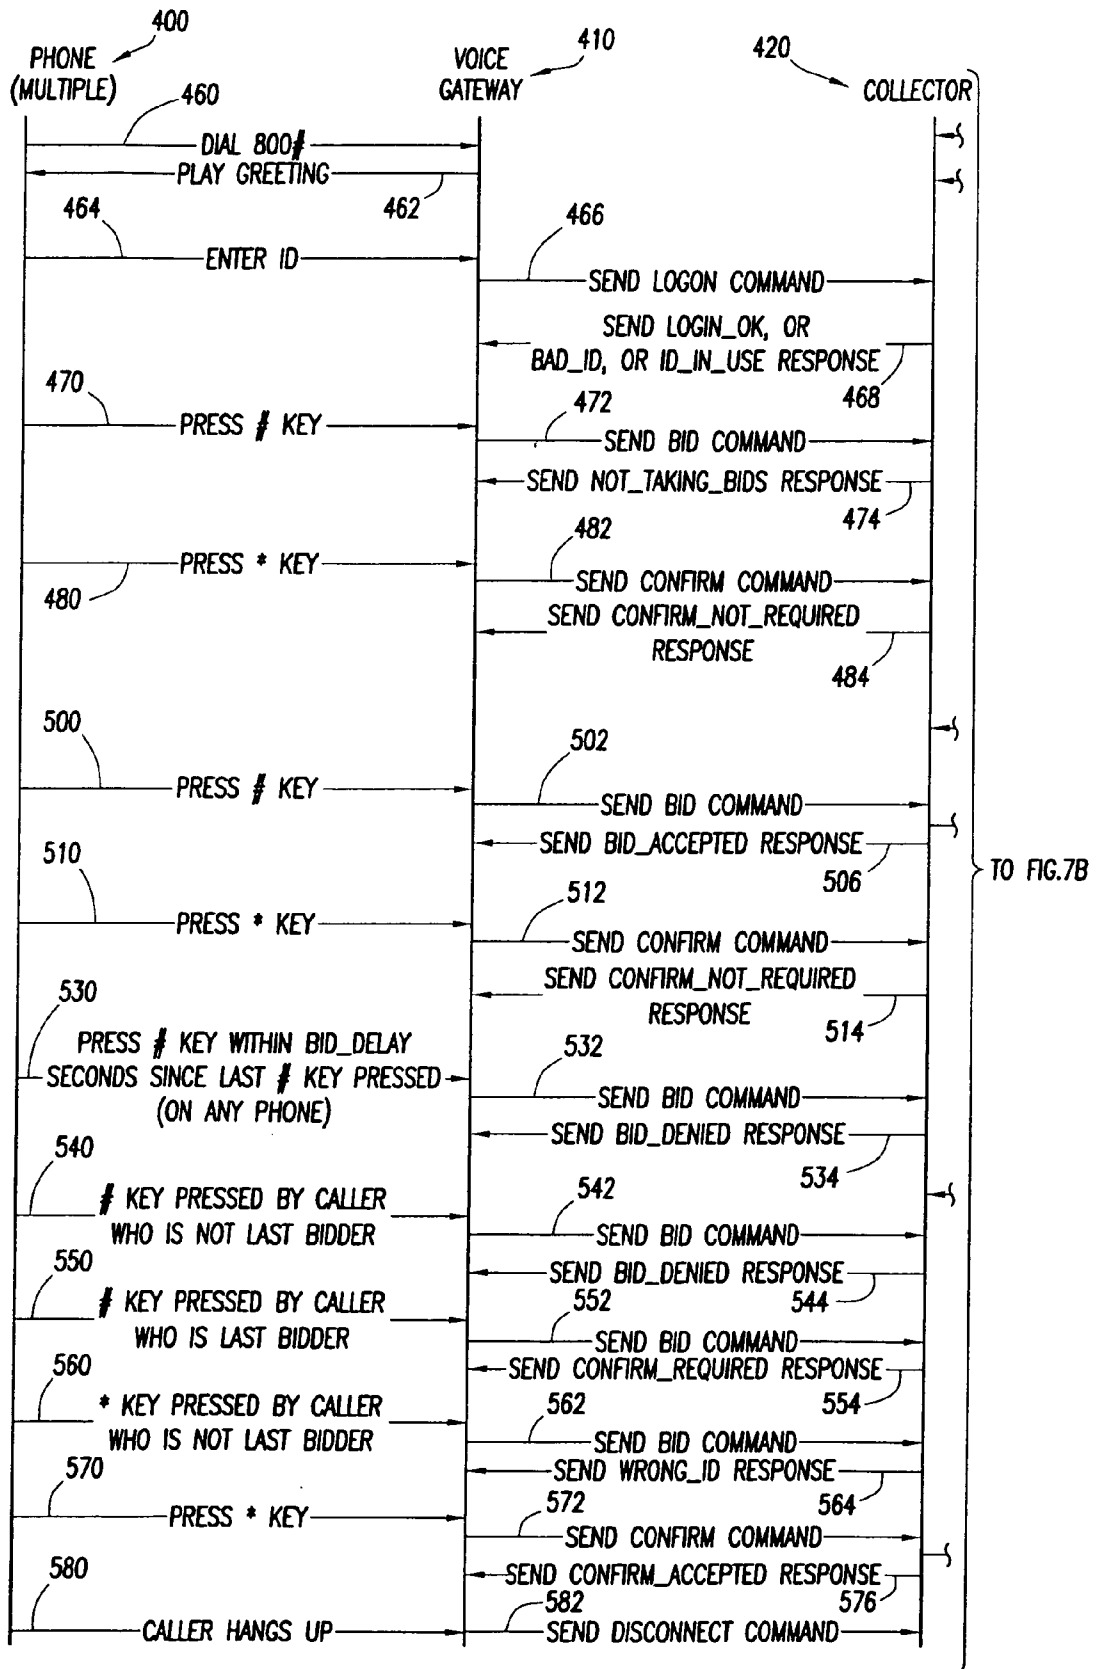 400
PHONE
(MULTIPLE)
VOICE
GATEWAY
410
420
COLLECTOR
460
DIAL 800#
PLAY GREETING
462
464
ENTER ID
466
SEND LOGON COMMAND
SEND LOGIN_OK, OR
BAD_ID, OR ID_IN_USE RESPONSE
468
470
PRESS # KEY
472
SEND BID COMMAND
SEND NOT_TAKING_BIDS RESPONSE
474
480
PRESS * KEY
482
SEND CONFIRM COMMAND
SEND CONFIRM_NOT_REQUIRED
RESPONSE
484
500
PRESS # KEY
502
SEND BID COMMAND
SEND BID_ACCEPTED RESPONSE
506
TO FIG.7B
510
PRESS * KEY
512
SEND CONFIRM COMMAND
SEND CONFIRM_NOT_REQUIRED
RESPONSE
514
530
PRESS # KEY WITHIN BID_DELAY
SECONDS SINCE LAST # KEY PRESSED
(ON ANY PHONE)
532
SEND BID COMMAND
SEND BID_DENIED RESPONSE
534
540
# KEY PRESSED BY CALLER
WHO IS NOT LAST BIDDER
542
SEND BID COMMAND
SEND BID_DENIED RESPONSE
544
550
# KEY PRESSED BY CALLER
WHO IS LAST BIDDER
552
SEND BID COMMAND
SEND CONFIRM_REQUIRED RESPONSE
554
560
* KEY PRESSED BY CALLER
WHO IS NOT LAST BIDDER
562
SEND BID COMMAND
SEND WRONG_ID RESPONSE
564
570
PRESS * KEY
572
SEND CONFIRM COMMAND
SEND CONFIRM_ACCEPTED RESPONSE
576
580
CALLER HANGS UP
582
SEND DISCONNECT COMMAND